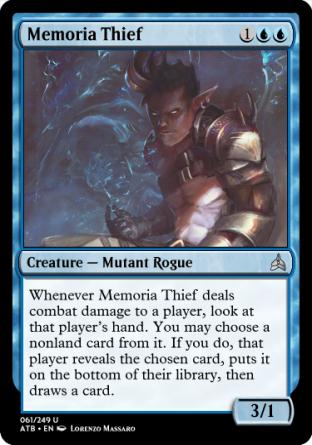 Memoria Thief 1
Creature — Mutant Rogue
Whenever Memoria Thief deals
combat damage to a player, look at
that player's hand. You may choose a
nonland card from it. If you do, that
player reveals the chosen card, puts it
on the bottom of their library, then
draws a card.
3/1
061/249 U
ATB • EN Lorenzo Massaro